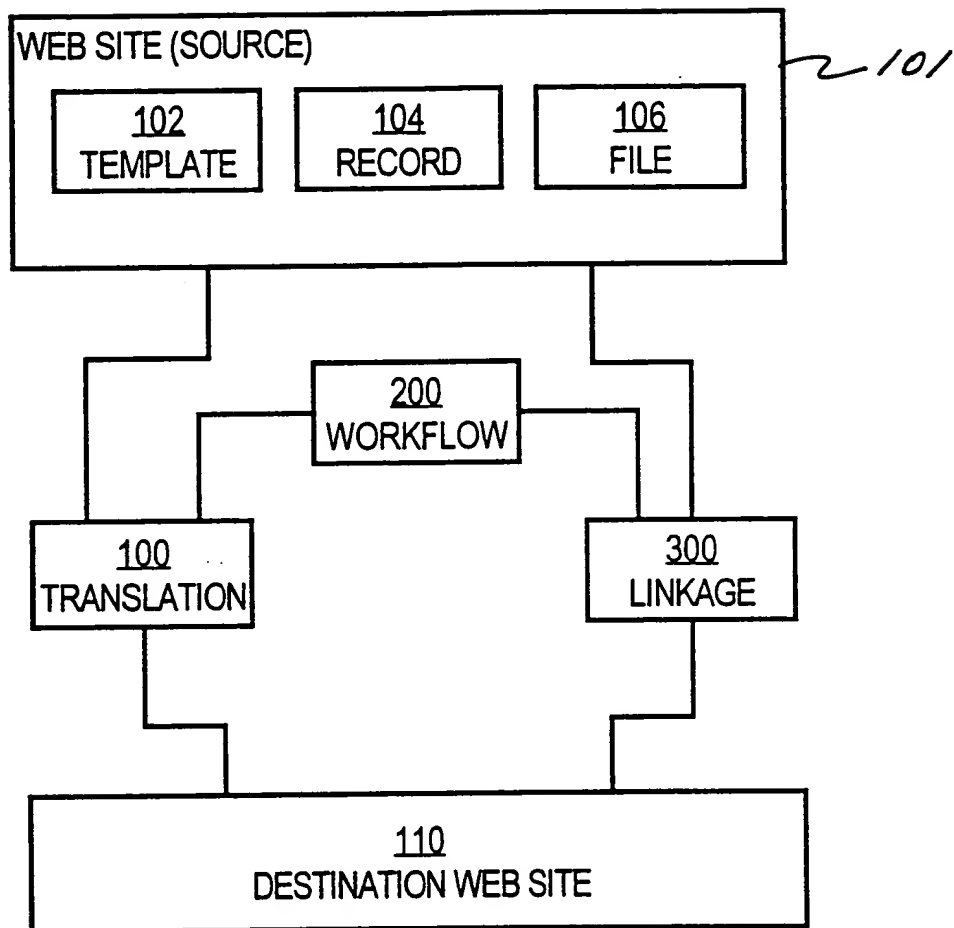 WEB SITE (SOURCE)
101
102
TEMPLATE
104
RECORD
106
FILE
200
WORKFLOW
100
TRANSLATION
300
LINKAGE
110
DESTINATION WEB SITE